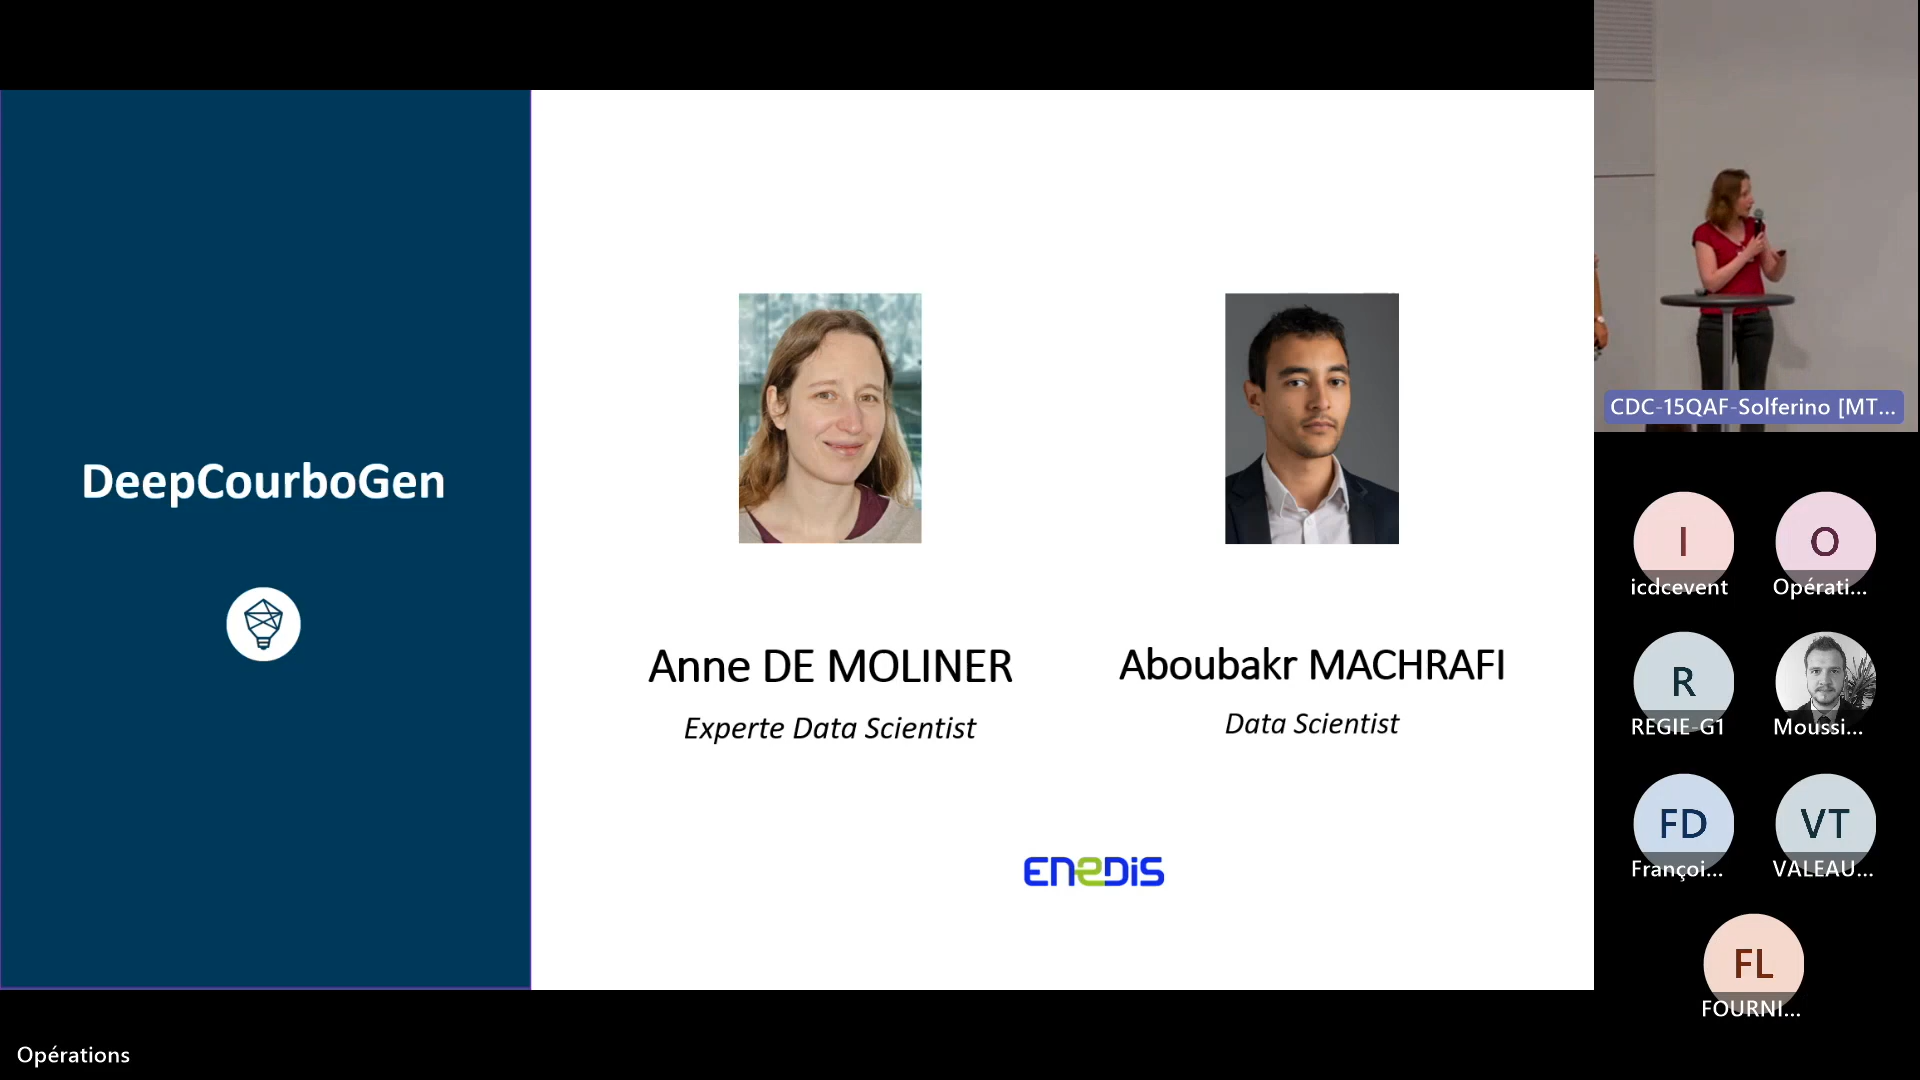 DeepCourboGen
Anne DE MOLINER
Experte Data Scientist
Aboubakr MACHRAFI
Data Scientist
ENEDIS
CDC-15QAF-Solferino [MT...
I
icdcevent
O
Opérati...
R
REGIE-G1
Moussi...
FD
Françoi...
VT
VALEAU...
FL
FOURNI...
Opérations